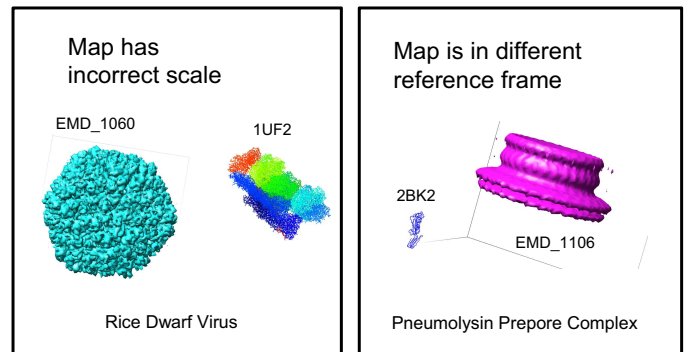 Map has
incorrect scale
EMD_1060
1UF2
Rice Dwarf Virus
Map is in different
reference frame
2BK2
EMD_1106
Pneumolysin Prepore Complex